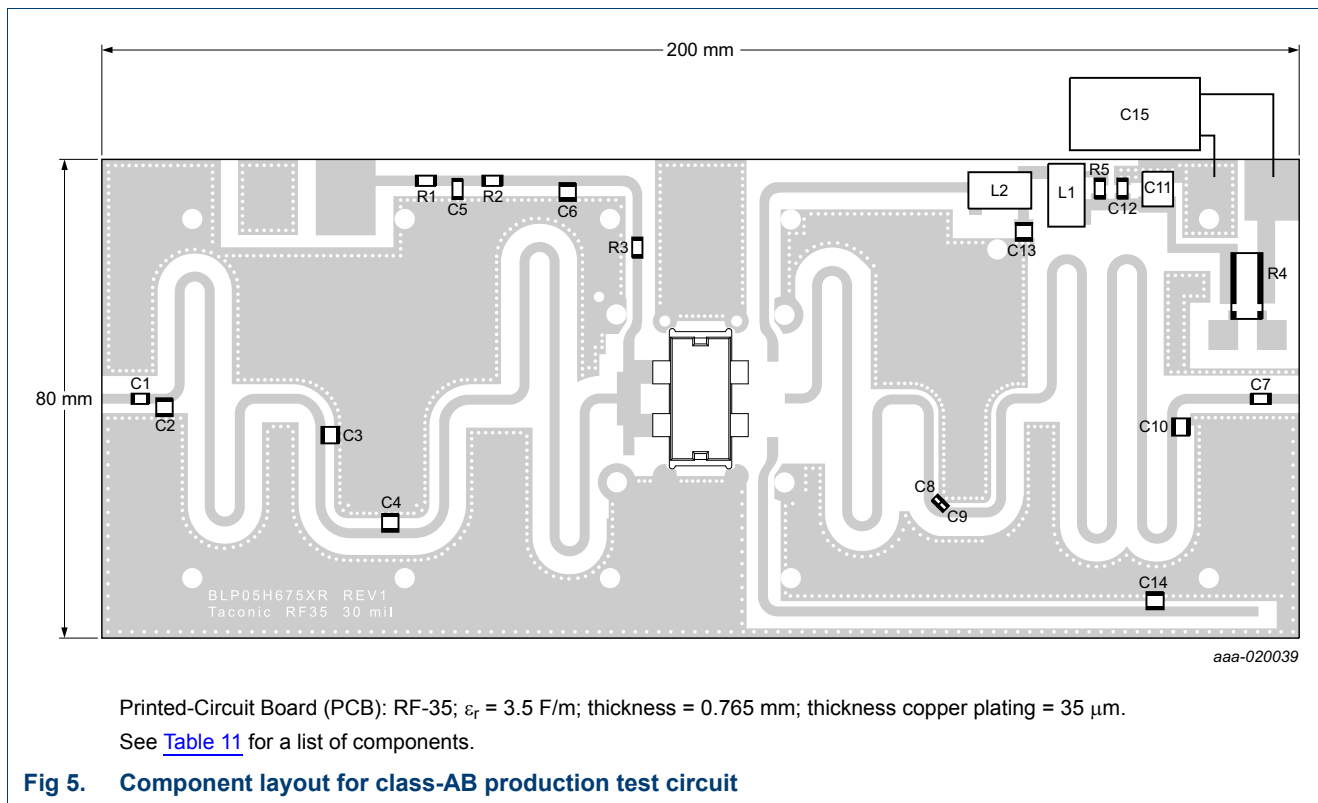 200 mm
C15
R5
L2
L1
C11
R1
R2
C5
C6
C12
C13
R3
R4
C1
80 mm
C2
C3
C7
C10
C4
C8
C9
C14
BLP05H675XR REV1
Taconic RF35 30 mil
aaa-020039
Printed-Circuit Board (PCB): RF-35; εr = 3.5 F/m; thickness = 0.765 mm; thickness copper plating = 35 μm.
See Table 11 for a list of components.
Fig 5. Component layout for class-AB production test circuit